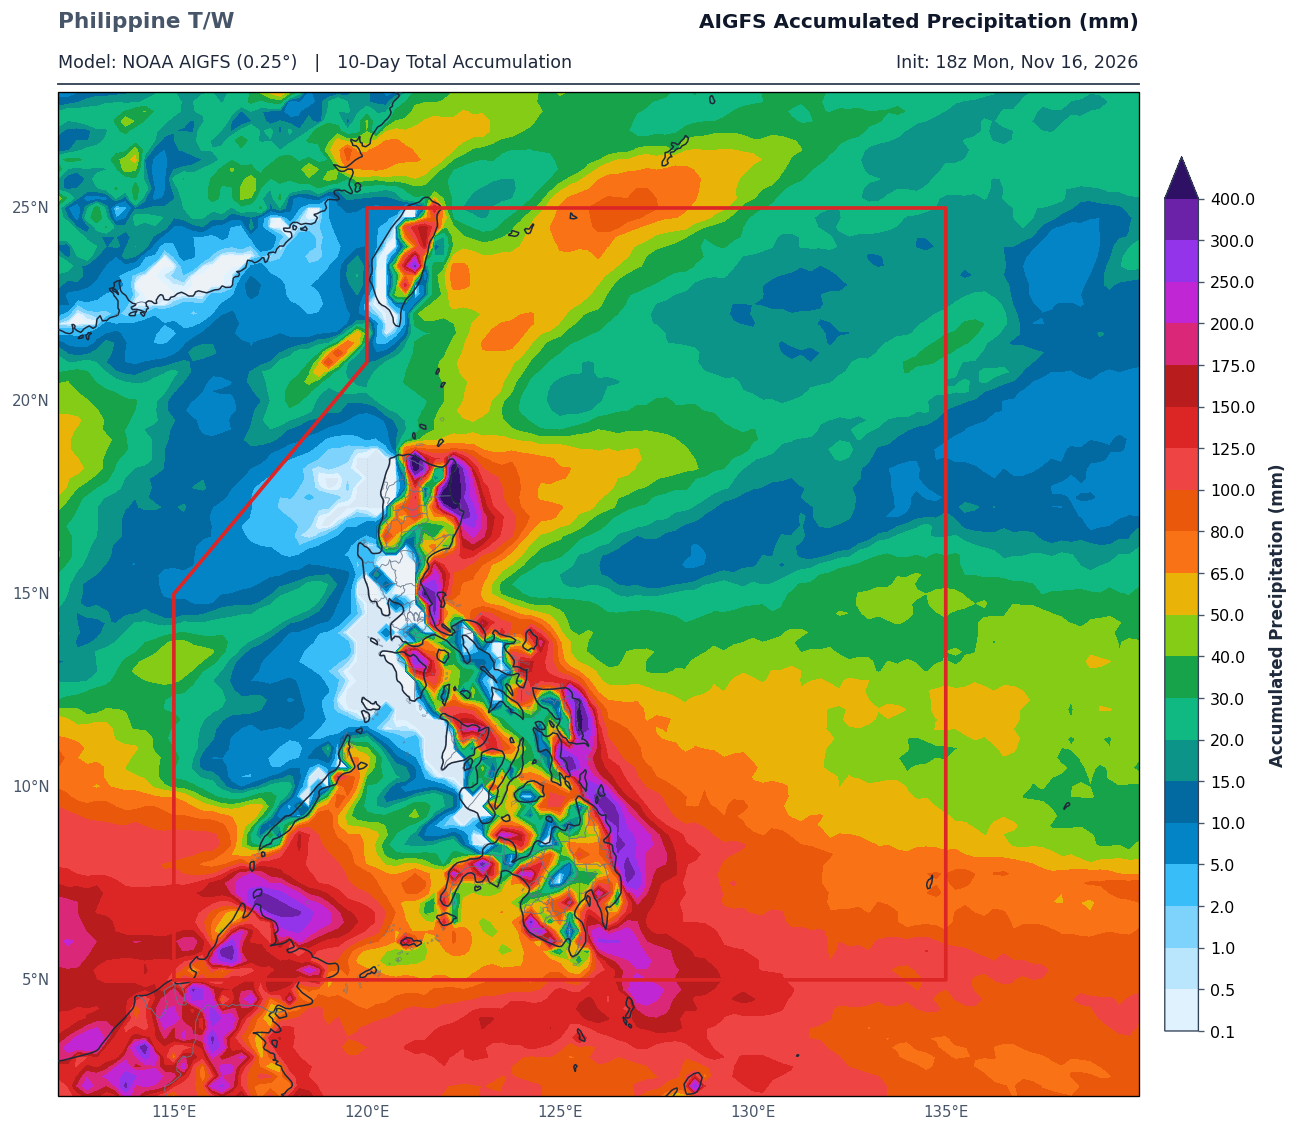 Philippine T/W
AIGFS Accumulated Precipitation (mm)
Model: NOAA AIGFS (0.25°) | 10-Day Total Accumulation
Init: 18z Mon, Nov 16, 2026
25°N
20°N
15°N
10°N
5°N
115°E
120°E
125°E
130°E
135°E
400.0
300.0
250.0
200.0
175.0
150.0
125.0
100.0
80.0
65.0
50.0
40.0
30.0
20.0
15.0
10.0
5.0
2.0
1.0
0.5
0.1
Accumulated Precipitation (mm)